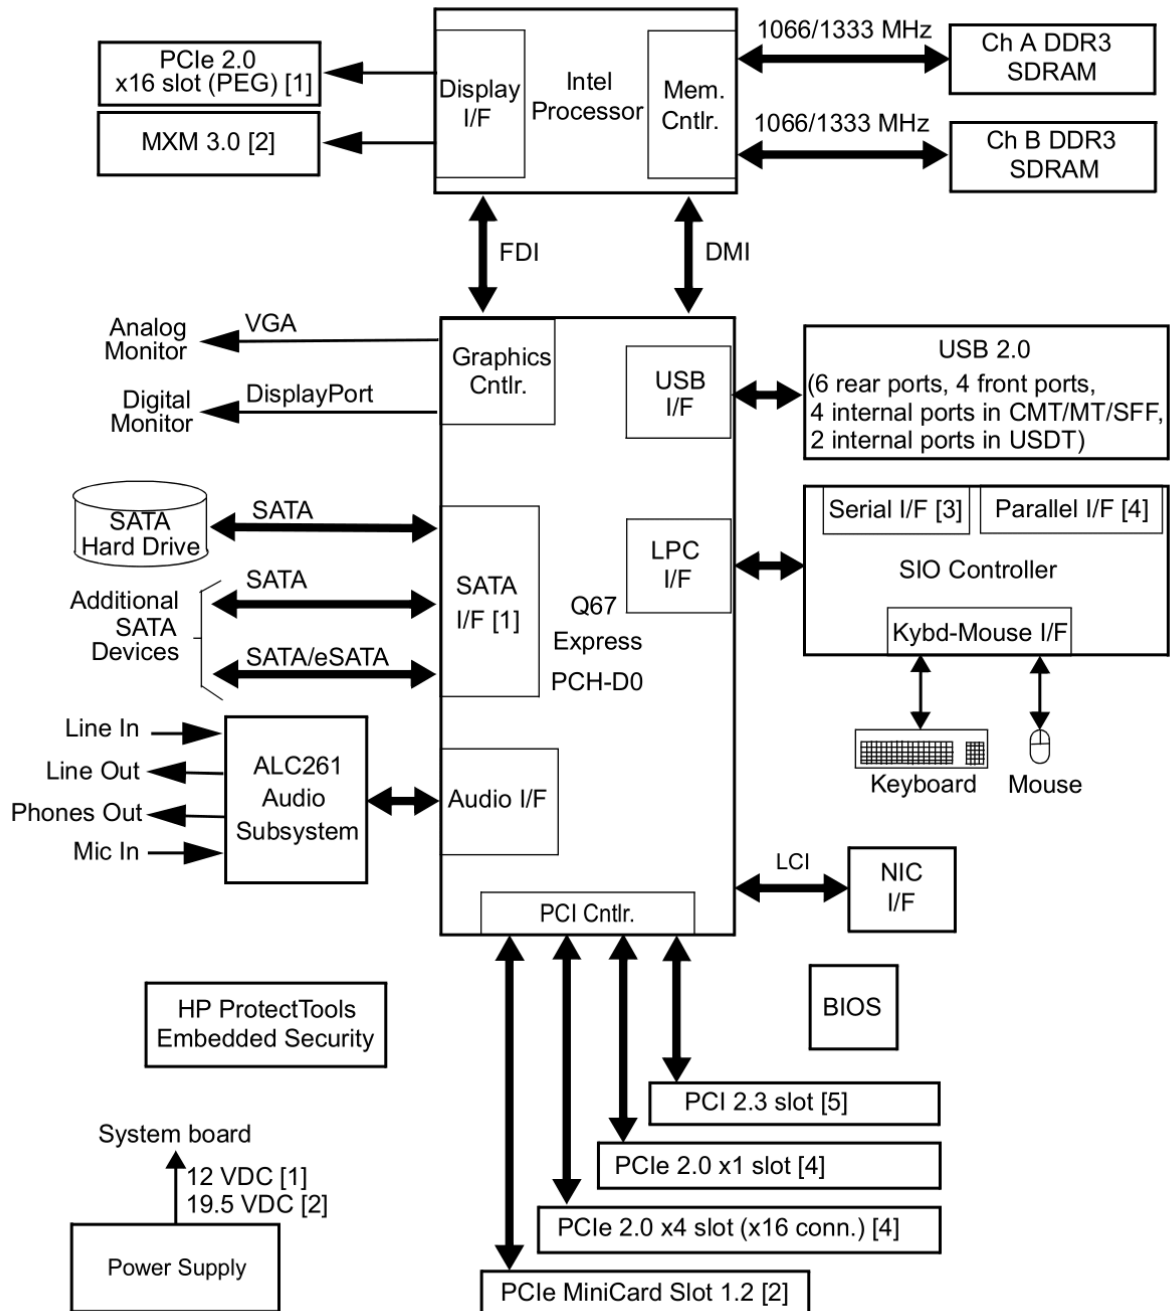 PCIe 2.0
x16 slot (PEG) [1]
MXM 3.0 [2]
Display
I/F
Intel
Processor
Mem.
Cntlr.
1066/1333 MHz
Ch A DDR3
SDRAM
1066/1333 MHz
Ch B DDR3
SDRAM
FDI
DMI
Analog
Monitor
VGA
Digital
Monitor
DisplayPort
Graphics
Cntlr.
USB
I/F
USB 2.0
(6 rear ports, 4 front ports,
4 internal ports in CMT/MT/SFF,
2 internal ports in USDT)
SATA
Hard Drive
SATA
Additional
SATA
Devices
SATA
SATA/eSATA
SATA
I/F [1]
LPC
I/F
Q67
Express
PCH-D0
Serial I/F [3]
Parallel I/F [4]
SIO Controller
Kybd-Mouse I/F
Keyboard
Mouse
Line In
Line Out
Phones Out
Mic In
ALC261
Audio
Subsystem
Audio I/F
LCI
NIC
I/F
PCI Cntlr.
HP ProtectTools
Embedded Security
BIOS
PCI 2.3 slot [5]
PCIe 2.0 x1 slot [4]
PCIe 2.0 x4 slot (x16 conn.) [4]
PCIe MiniCard Slot 1.2 [2]
System board
12 VDC [1]
19.5 VDC [2]
Power Supply